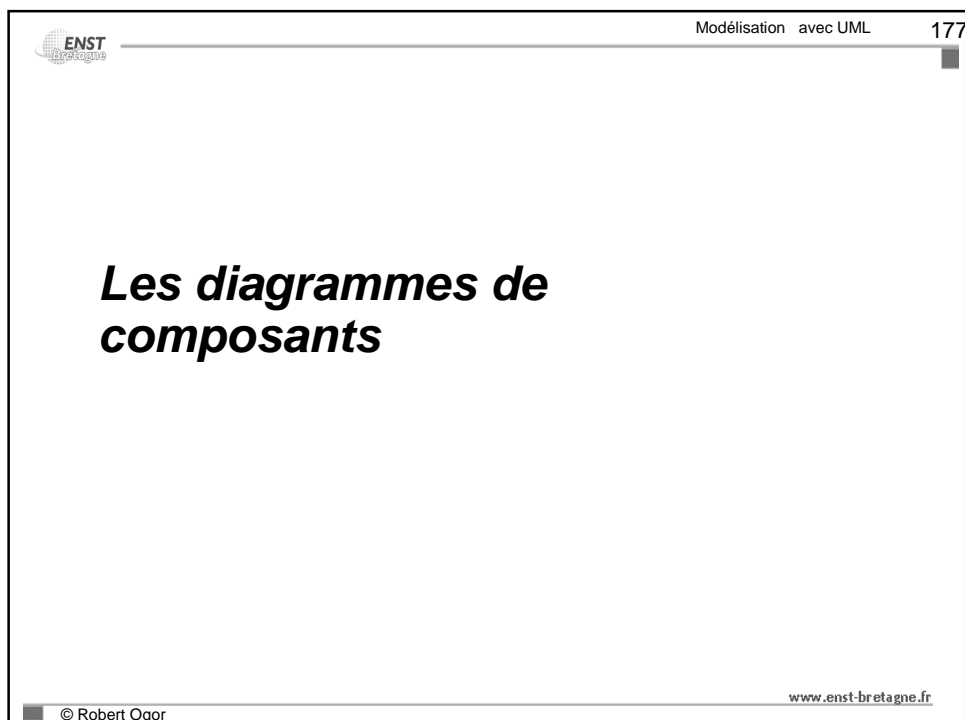 Modélisation avec UML 177
ENST
Bretagne
Les diagrammes de
composants
www.enst-bretagne.fr
© Robert Ogor